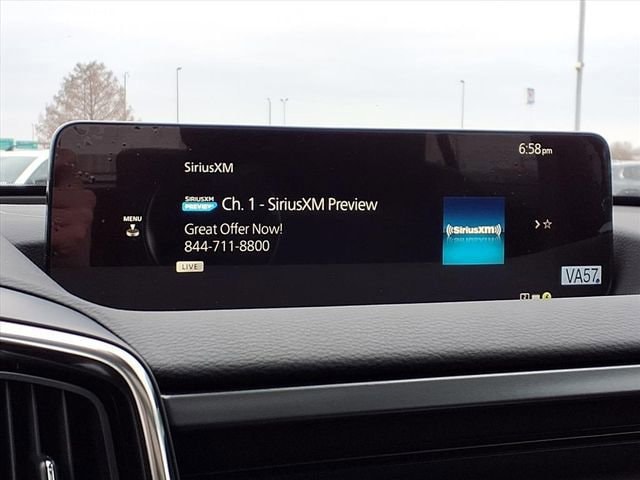 6:58pm
SiriusXM
SIRIUSXM
PREVIEW
Ch. 1 - SiriusXM Preview
MENU
Great Offer Now!
844-711-8800
((SiriusXM))
LIVE
VA57